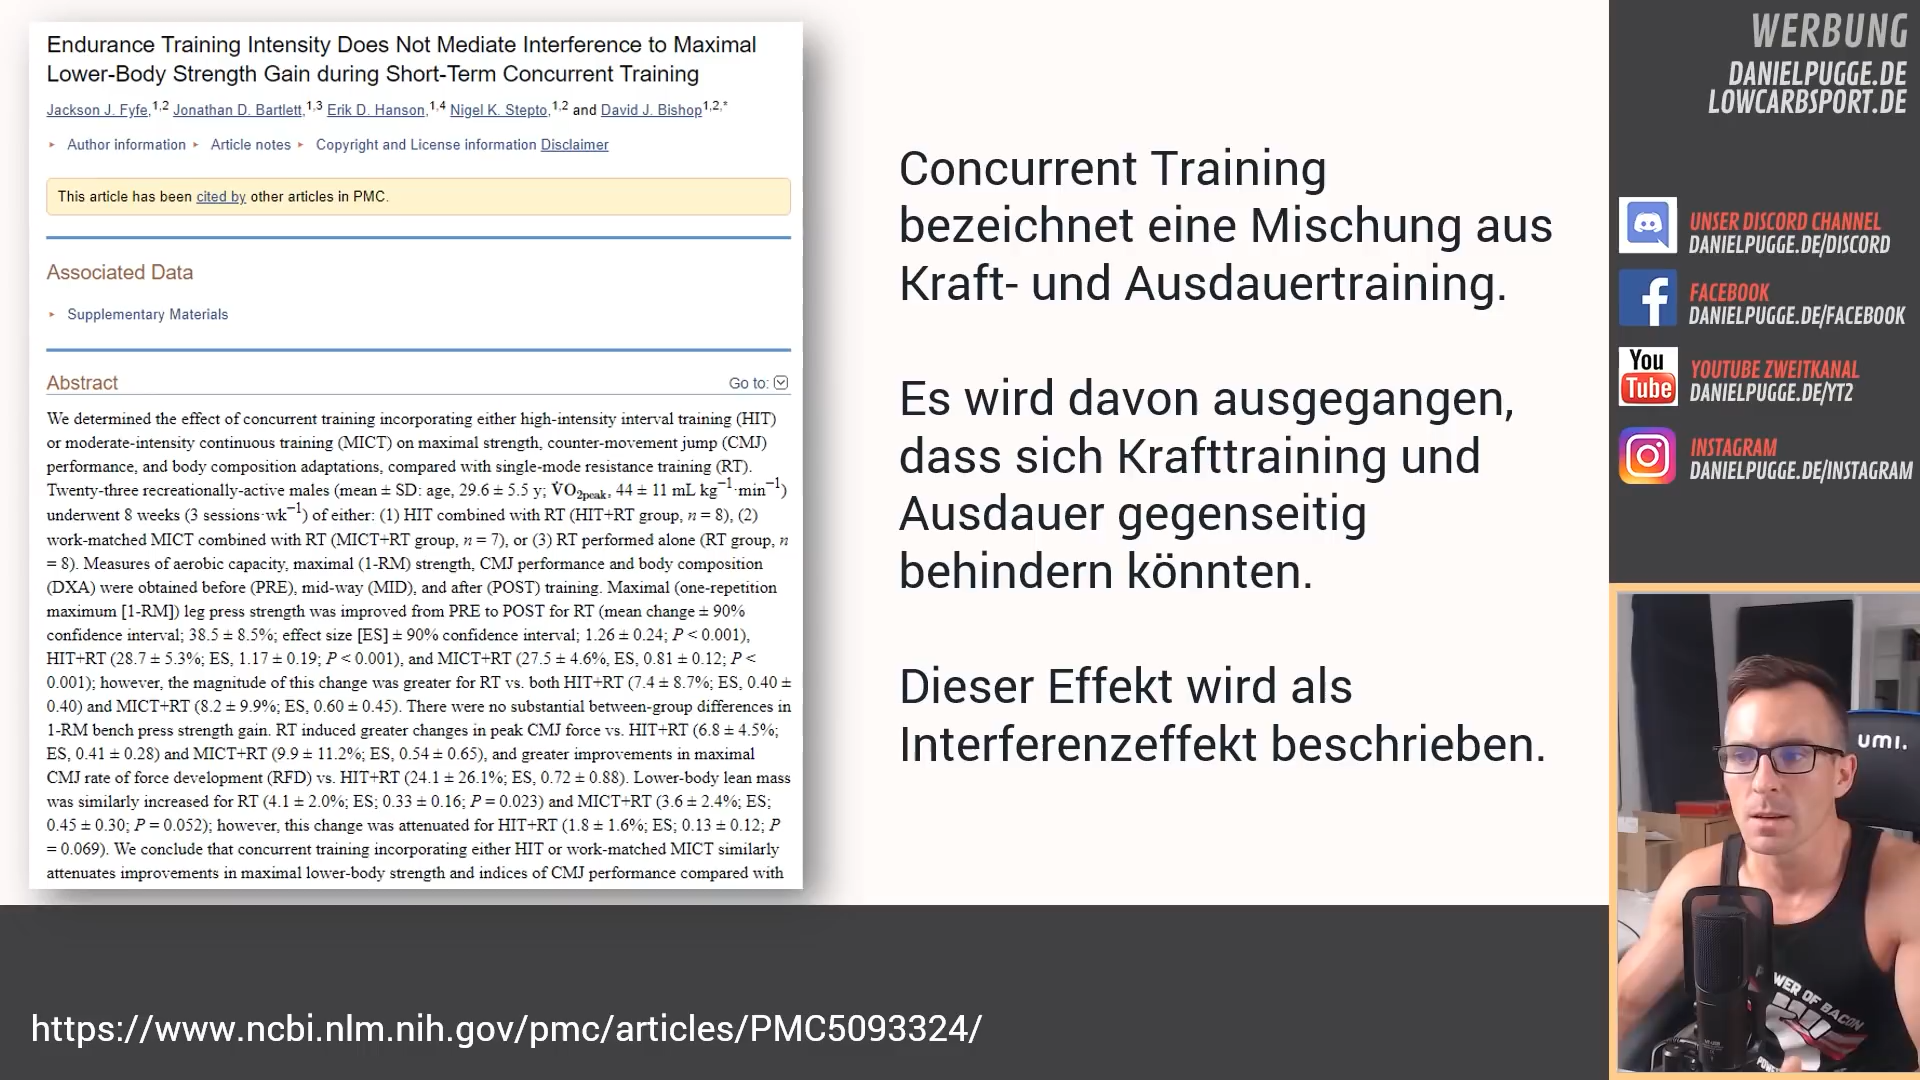 Endurance Training Intensity Does Not Mediate Interference to Maximal
Lower-Body Strength Gain during Short-Term Concurrent Training
Jackson J. Fyfe,1,2 Jonathan D. Bartlett,1,3 Erik D. Hanson,1,4 Nigel K. Stepto,1,2 and David J. Bishop1,2,*
▸ Author information ▸ Article notes ▸ Copyright and License information Disclaimer
This article has been cited by other articles in PMC.
Associated Data
▸ Supplementary Materials
Abstract
Go to:
We determined the effect of concurrent training incorporating either high-intensity interval training (HIT)
or moderate-intensity continuous training (MICT) on maximal strength, counter-movement jump (CMJ)
performance, and body composition adaptations, compared with single-mode resistance training (RT).
Twenty-three recreationally-active males (mean ± SD: age, 29.6 ± 5.5 y; V̇O2peak, 44 ± 11 mL kg−1·min−1)
underwent 8 weeks (3 sessions·wk−1) of either: (1) HIT combined with RT (HIT+RT group, n = 8), (2)
work-matched MICT combined with RT (MICT+RT group, n = 7), or (3) RT performed alone (RT group, n
= 8). Measures of aerobic capacity, maximal (1-RM) strength, CMJ performance and body composition
(DXA) were obtained before (PRE), mid-way (MID), and after (POST) training. Maximal (one-repetition
maximum [1-RM]) leg press strength was improved from PRE to POST for RT (mean change ± 90%
confidence interval; 38.5 ± 8.5%; effect size [ES] ± 90% confidence interval; 1.26 ± 0.24; P < 0.001),
HIT+RT (28.7 ± 5.3%; ES, 1.17 ± 0.19; P < 0.001), and MICT+RT (27.5 ± 4.6%, ES, 0.81 ± 0.12; P <
0.001); however, the magnitude of this change was greater for RT vs. both HIT+RT (7.4 ± 8.7%; ES, 0.40 ±
0.40) and MICT+RT (8.2 ± 9.9%; ES, 0.60 ± 0.45). There were no substantial between-group differences in
1-RM bench press strength gain. RT induced greater changes in peak CMJ force vs. HIT+RT (6.8 ± 4.5%;
ES, 0.41 ± 0.28) and MICT+RT (9.9 ± 11.2%; ES, 0.54 ± 0.65), and greater improvements in maximal
CMJ rate of force development (RFD) vs. HIT+RT (24.1 ± 26.1%; ES, 0.72 ± 0.88). Lower-body lean mass
was similarly increased for RT (4.1 ± 2.0%; ES; 0.33 ± 0.16; P = 0.023) and MICT+RT (3.6 ± 2.4%; ES;
0.45 ± 0.30; P = 0.052); however, this change was attenuated for HIT+RT (1.8 ± 1.6%; ES; 0.13 ± 0.12; P
= 0.069). We conclude that concurrent training incorporating either HIT or work-matched MICT similarly
attenuates improvements in maximal lower-body strength and indices of CMJ performance compared with
Concurrent Training
bezeichnet eine Mischung aus
Kraft- und Ausdauertraining.
Es wird davon ausgegangen,
dass sich Krafttraining und
Ausdauer gegenseitig
behindern könnten.
Dieser Effekt wird als
Interferenzeffekt beschrieben.
https://www.ncbi.nlm.nih.gov/pmc/articles/PMC5093324/
WERBUNG
DANIELPUGGE.DE
LOWCARBSPORT.DE
UNSER DISCORD CHANNEL
DANIELPUGGE.DE/DISCORD
FACEBOOK
DANIELPUGGE.DE/FACEBOOK
You
Tube
YOUTUBE ZWEITKANAL
DANIELPUGGE.DE/YT2
INSTAGRAM
DANIELPUGGE.DE/INSTAGRAM
umi.
OF BACON